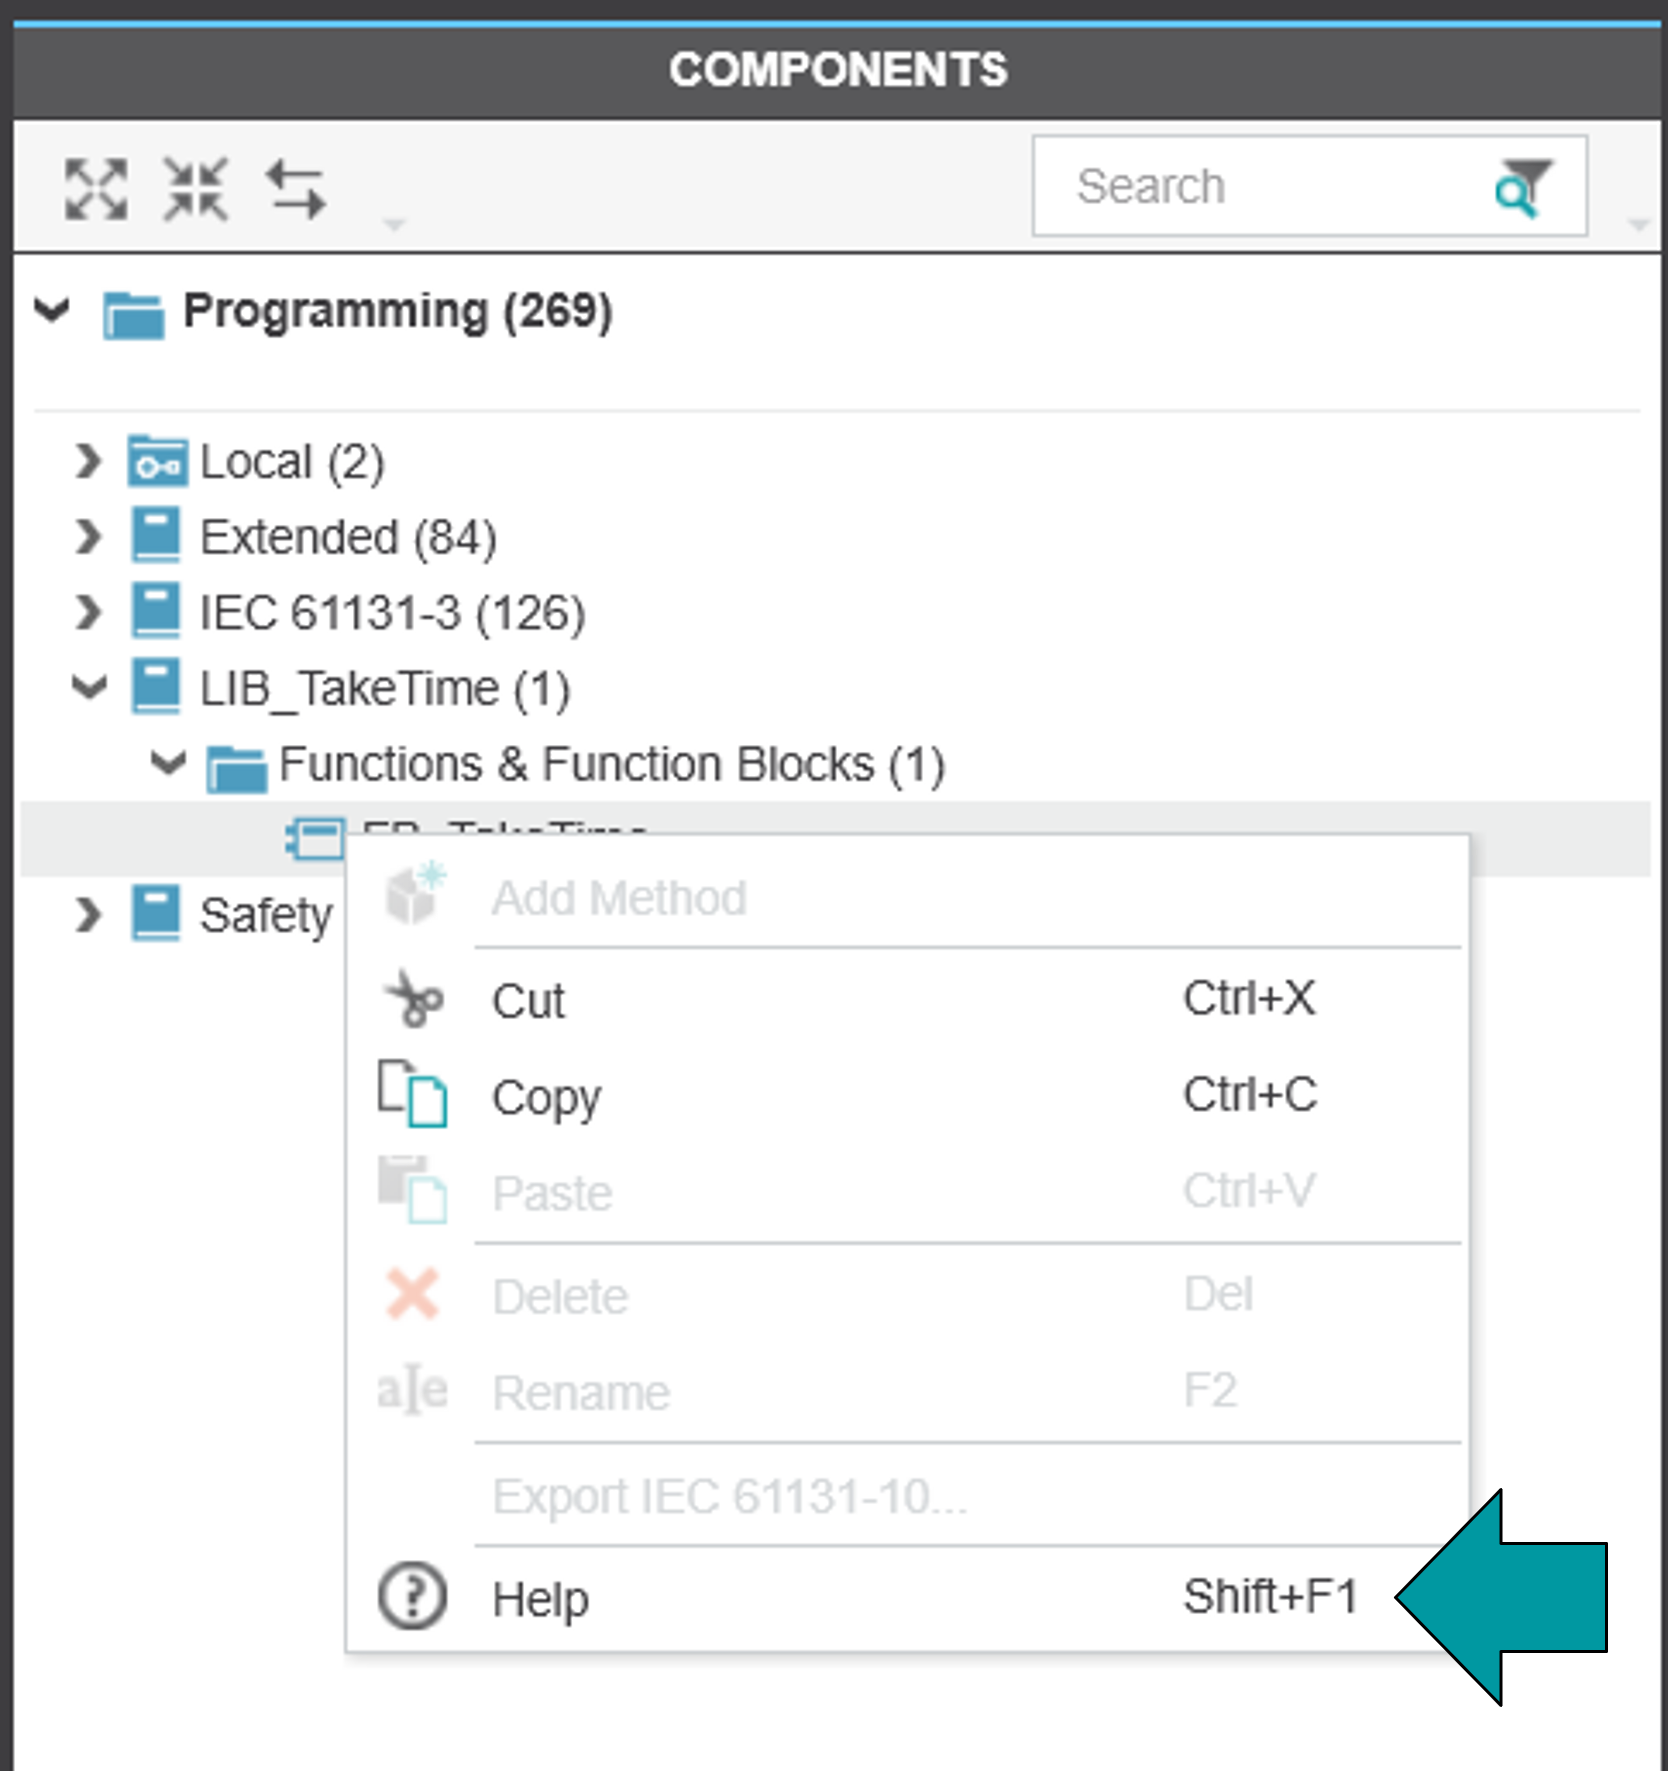 COMPONENTS
Search
Programming (269)
Local (2)
Extended (84)
IEC 61131-3 (126)
LIB_TakeTime (1)
Functions & Function Blocks (1)
FB_TakeTime
Safety
Add Method
Cut Ctrl+X
Copy Ctrl+C
Paste Ctrl+V
Delete Del
Rename F2
Export IEC 61131-10...
Help Shift+F1